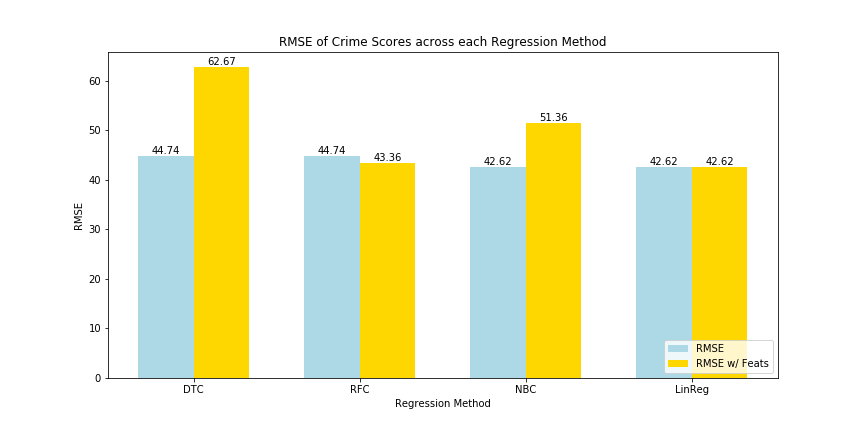 RMSE of Crime Scores across each Regression Method
62.67
51.36
44.74
44.74
43.36
42.62
42.62
42.62
60
50
40
30
20
10
0
RMSE
RMSE
RMSE w/ Feats
DTC
RFC
NBC
LinReg
Regression Method